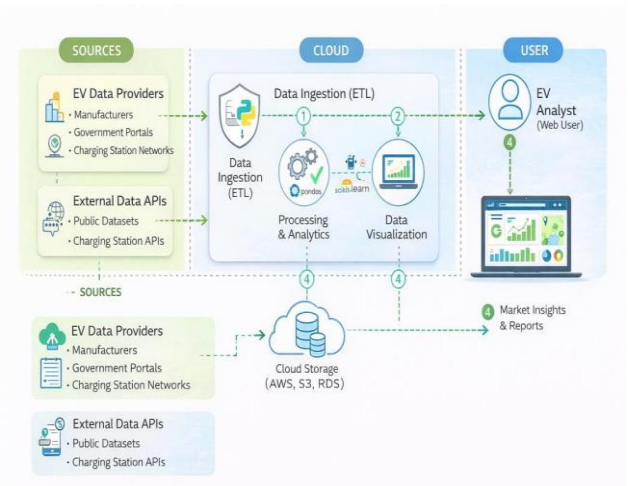 SOURCES
CLOUD
USER
EV Data Providers
• Manufacturers
• Government Portals
• Charging Station Networks
External Data APIs
• Public Datasets
• Charging Station APIs
Data Ingestion (ETL)
Data
Ingestion
(ETL)
1
2
pandas
scikit learn
Processing
& Analytics
Data
Visualization
4
4
EV
Analyst
(Web User)
4
SOURCES
EV Data Providers
• Manufacturers
• Government Portals
• Charging Station Networks
Cloud Storage
(AWS, S3, RDS)
4 Market Insights
& Reports
External Data APIs
• Public Datasets
• Charging Station APIs